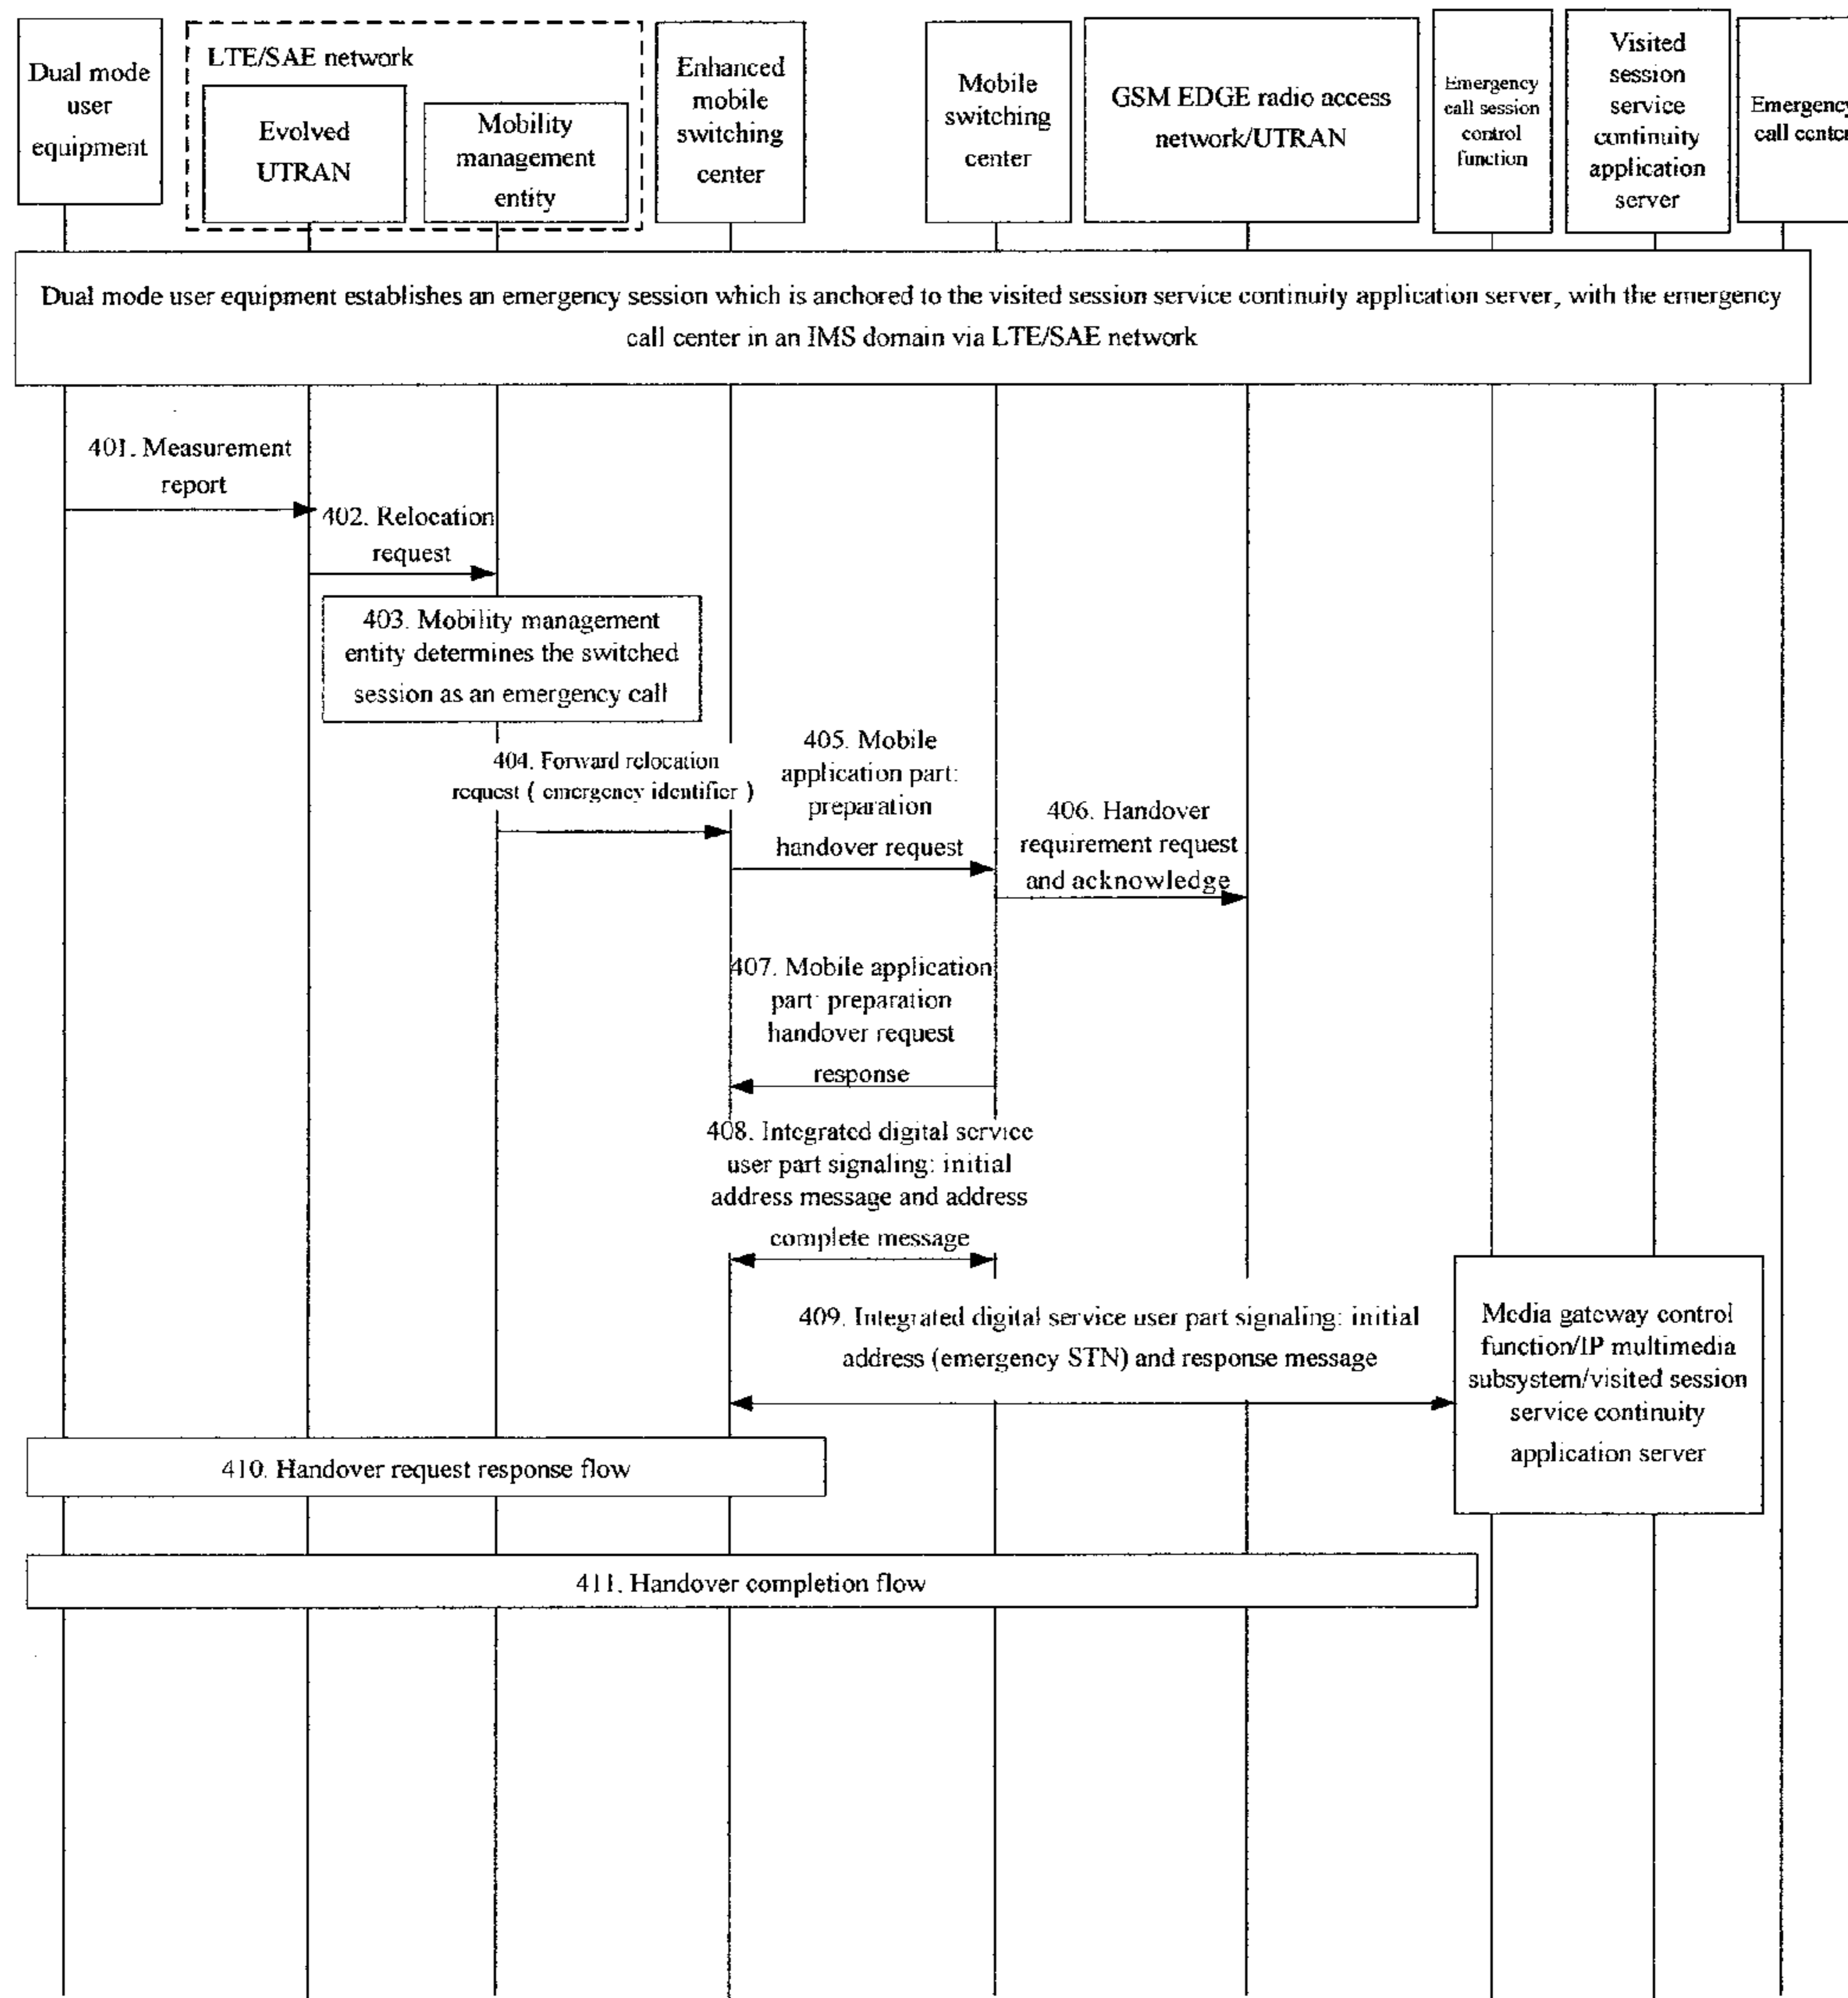 Dual mode
user
equipment
LTE/SAE network
Evolved
UTRAN
Mobility
management
entity
Enhanced
mobile
switching
center
Mobile
switching
center
GSM EDGE radio access
network/UTRAN
Emergency
call session
control
function
Visited
session
service
continuity
application
server
Emergency
call center
Dual mode user equipment establishes an emergency session which is anchored to the visited session service continuity application server, with the emergency
call center in an IMS domain via LTE/SAE network
401. Measurement
report
402. Relocation
request
403. Mobility management
entity determines the switched
session as an emergency call
404. Forward relocation
request ( emergency identifier )
405. Mobile
application part:
preparation
handover request
406. Handover
requirement request
and acknowledge
407. Mobile application
part: preparation
handover request
response
408. Integrated digital service
user part signaling: initial
address message and address
complete message
409. Integrated digital service user part signaling: initial
address (emergency STN) and response message
Media gateway control
function/IP multimedia
subsystem/visited session
service continuity
application server
410. Handover request response flow
411. Handover completion flow